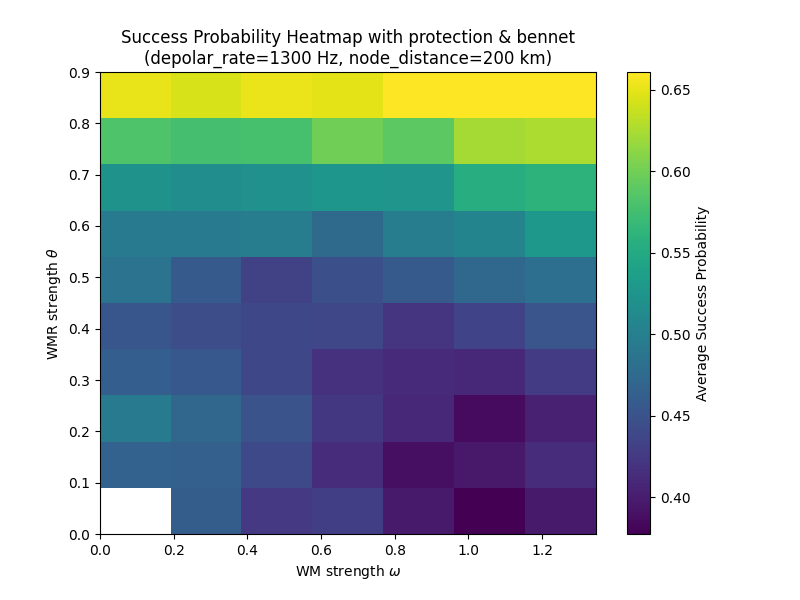 Success Probability Heatmap with protection & bennet
(depolar_rate=1300 Hz, node_distance=200 km)
0.9
0.8
0.7
0.6
0.5
0.4
0.3
0.2
0.1
0.0
WMR strength θ
0.0 0.2 0.4 0.6 0.8 1.0 1.2
WM strength ω
0.65
0.60
0.55
0.50
0.45
0.40
Average Success Probability